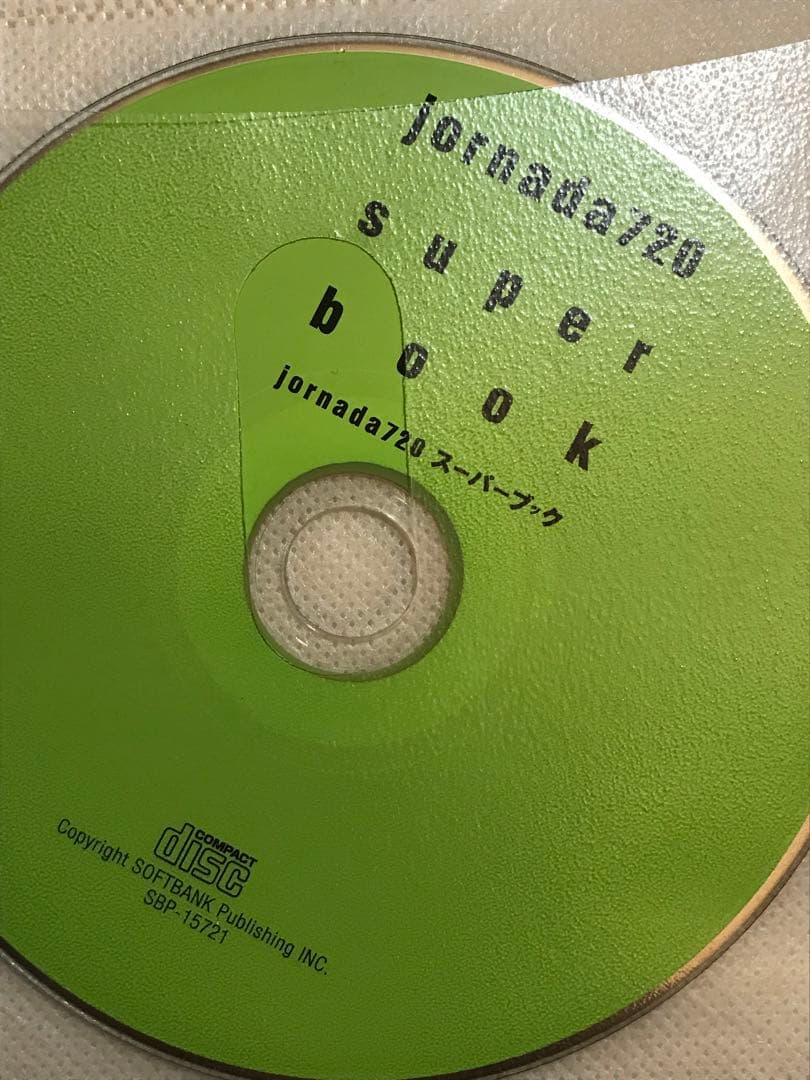 jornada720
super
book
jornada720 スーパーブック
COMPACT
disc
Copyright SOFTBANK Publishing INC.
SBP-15721